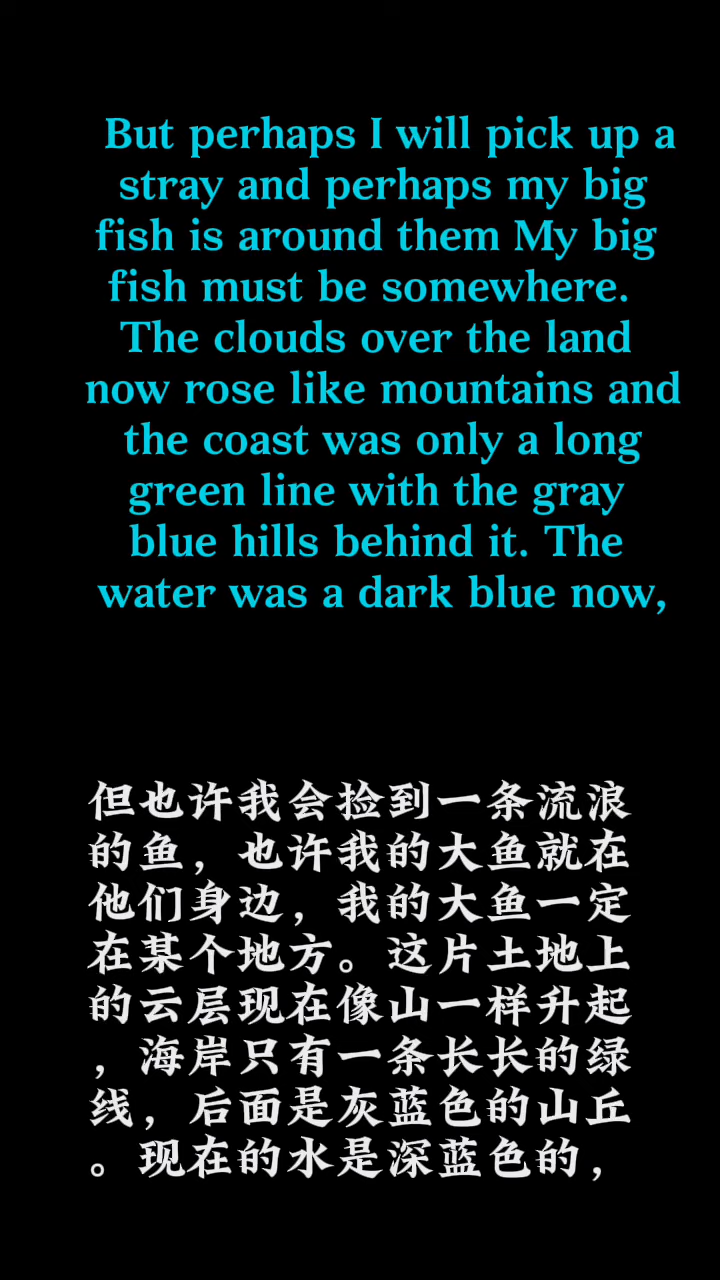 But perhaps I will pick up a
stray and perhaps my big
fish is around them My big
fish must be somewhere.
The clouds over the land
now rose like mountains and
the coast was only a long
green line with the gray
blue hills behind it. The
water was a dark blue now,
但也许我会捡到一条流浪
的鱼，也许我的大鱼就在
他们身边，我的大鱼一定
在某个地方。这片土地上
的云层现在像山一样升起
，海岸只有一条长长的绿
线，后面是灰蓝色的山丘
。现在的水是深蓝色的，